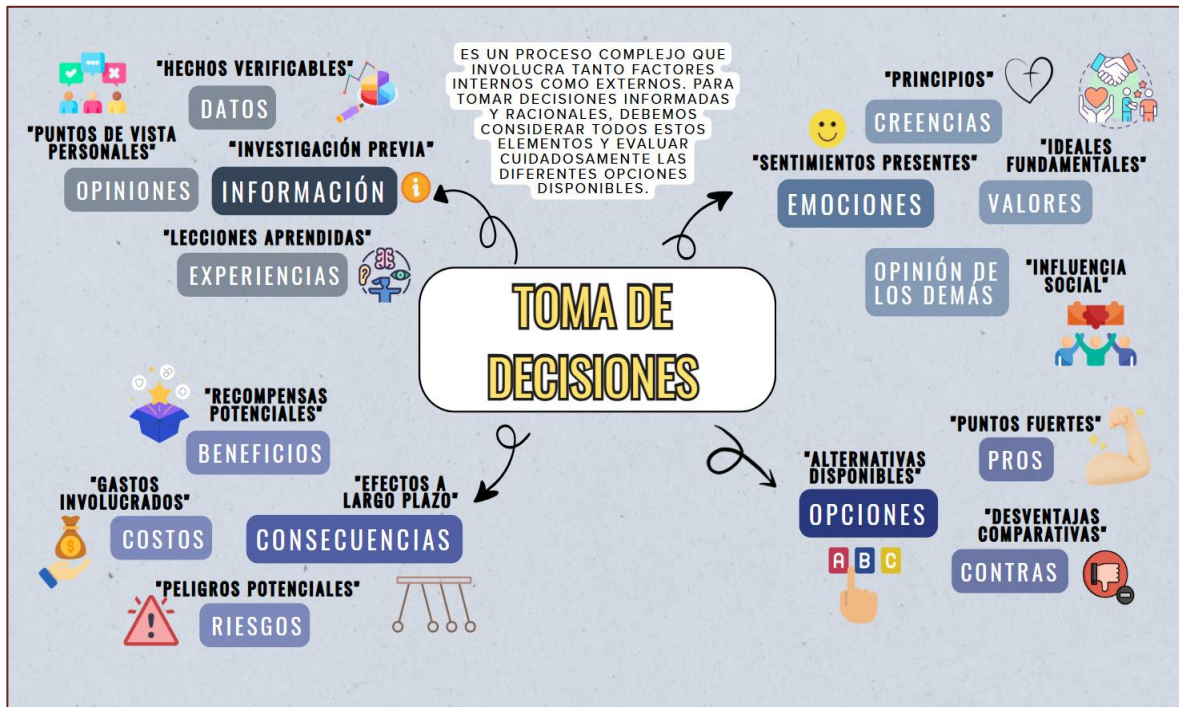 ES UN PROCESO COMPLEJO QUE
INVOLUCRA TANTO FACTORES
INTERNOS COMO EXTERNOS. PARA
TOMAR DECISIONES INFORMADAS
Y RACIONALES, DEBEMOS
CONSIDERAR TODOS ESTOS
ELEMENTOS Y EVALUAR
CUIDADOSAMENTE LAS
DIFERENTES OPCIONES
DISPONIBLES.
TOMA DE
DECISIONES
"HECHOS VERIFICABLES"
DATOS
"PUNTOS DE VISTA
PERSONALES"
OPINIONES
"INVESTIGACIÓN PREVIA"
INFORMACIÓN
i
"LECCIONES APRENDIDAS"
EXPERIENCIAS
"PRINCIPIOS"
CREENCIAS
"SENTIMIENTOS PRESENTES"
EMOCIONES
"IDEALES
FUNDAMENTALES"
VALORES
OPINIÓN DE
LOS DEMÁS
"INFLUENCIA
SOCIAL"
"RECOMPENSAS
POTENCIALES"
BENEFICIOS
"GASTOS
INVOLUCRADOS"
COSTOS
$
"EFECTOS A
LARGO PLAZO"
CONSECUENCIAS
"PELIGROS POTENCIALES"
RIESGOS
!
"PUNTOS FUERTES"
PROS
"ALTERNATIVAS
DISPONIBLES"
OPCIONES
A B C
"DESVENTAJAS
COMPARATIVAS"
CONTRAS